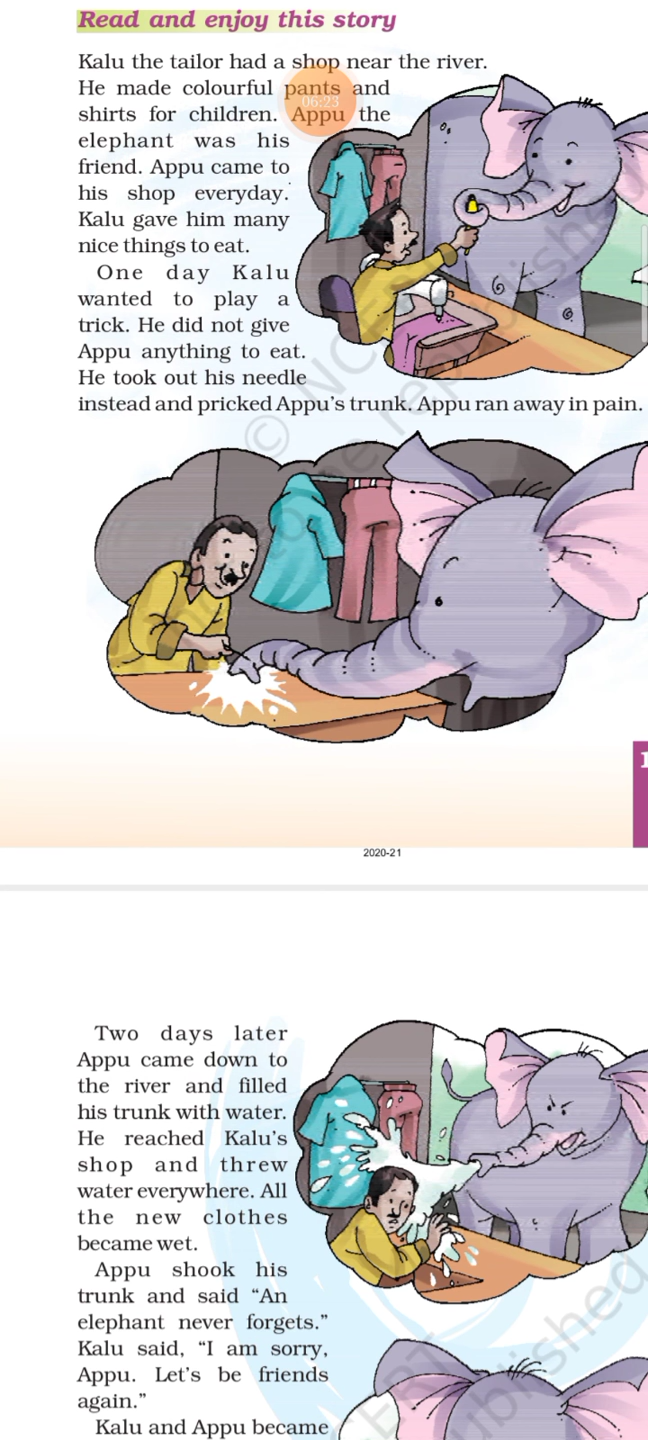 Read and enjoy this story
Kalu the tailor had a shop near the river.
He made colourful pants and
06:23
shirts for children. Appu the
elephant was his
friend. Appu came to
his shop everyday.
Kalu gave him many
nice things to eat.
One day Kalu
wanted to play a
trick. He did not give
Appu anything to eat.
He took out his needle
instead and pricked Appu's trunk. Appu ran away in pain.
2020-21
Two days later
Appu came down to
the river and filled
his trunk with water.
He reached Kalu's
shop and threw
water everywhere. All
the new clothes
became wet.
Appu shook his
trunk and said "An
elephant never forgets."
Kalu said, "I am sorry,
Appu. Let's be friends
again."
Kalu and Appu became